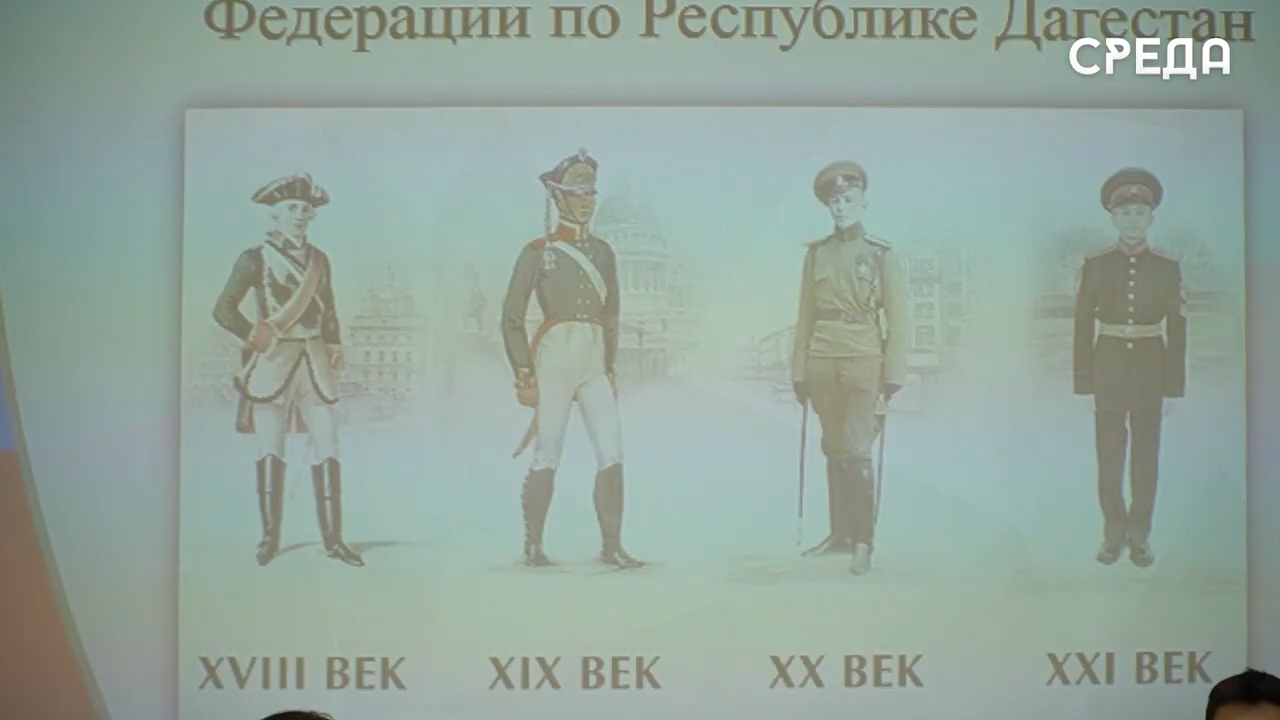 Федерации по Республике Дагестан
СРЕДА
XVIII ВЕК
XIX ВЕК
XX ВЕК
XXI ВЕК